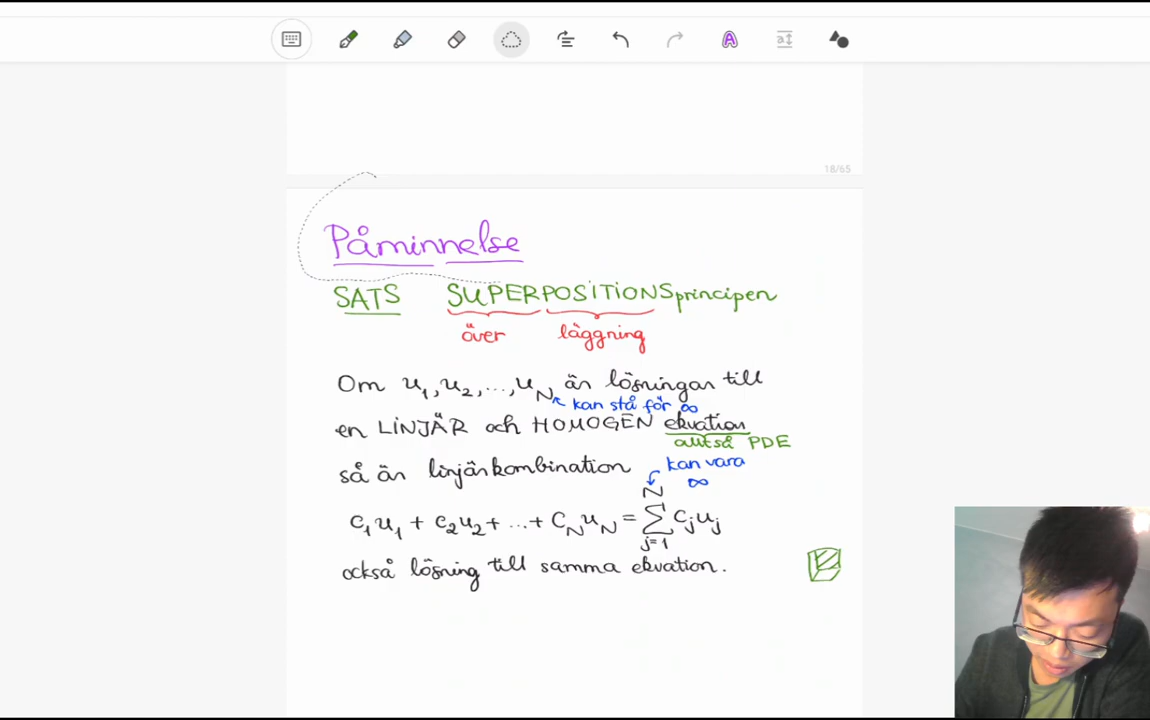 18/65
Påminnelse
SATS SUPERPOSITIONSprincipen
över läggning
Om u₁, u₂, ..., u_N är lösningar till
kan stå för ∞
en LINJÄR och HOMOGEN ekvation
alltså PDE
så är linjärkombination
kan vara
∞
c₁u₁ + c₂u₂ + ... + c_N u_N = ∑_{j=1}^{N} c_j u_j
också lösning till samma ekvation.